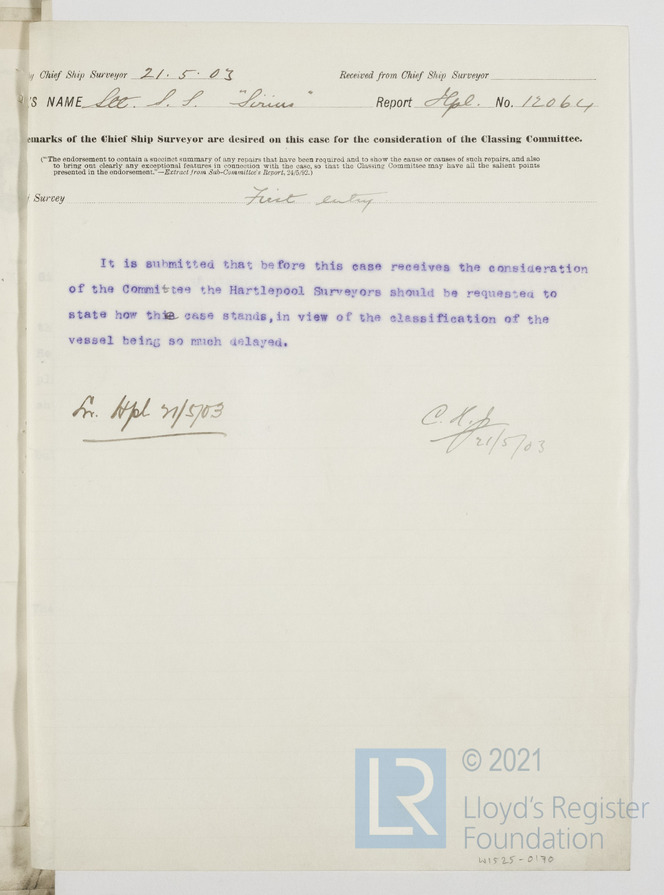 y Chief Ship Surveyor 21.5.03 Received from Chief Ship Surveyor
'S NAME S.S. "Sirius" Report Hpl. No. 12064
emarks of the Chief Ship Surveyor are desired on this case for the consideration of the Classing Committee.
("The endorsement to contain a succinct summary of any repairs that have been required and to show the cause or causes of such repairs, and also
to bring out clearly any exceptional features in connection with the case, so that the Classing Committee may have all the salient points
presented in the endorsement."—Extract from Sub-Committee's Report, 24/5/92.)
Survey First entry
It is submitted that before this case receives the consideration
of the Committee the Hartlepool Surveyors should be requested to
state how this case stands, in view of the classification of the
vessel being so much delayed.
Hpl 21/5/03
21/5/03
© 2021
LR
Lloyd's Register
Foundation
W1525-0170